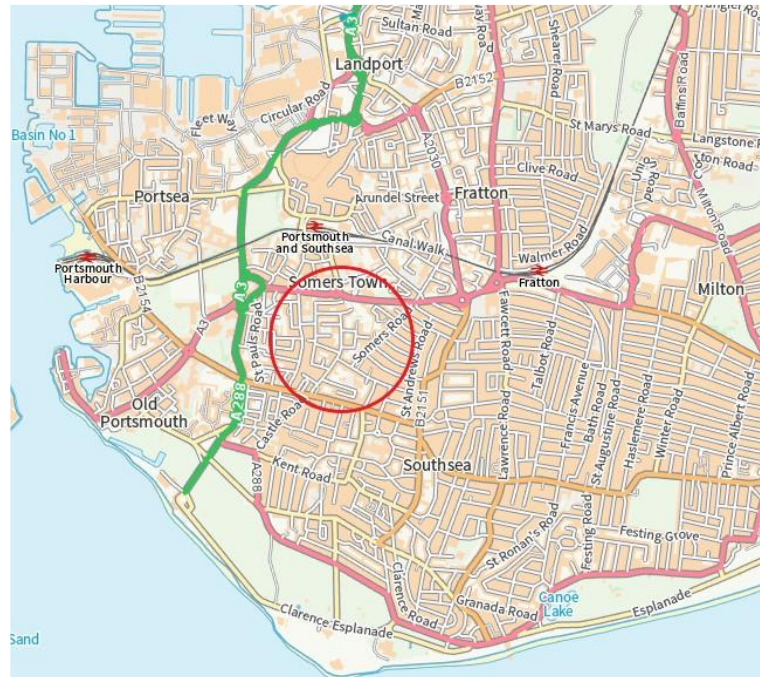 Sultan Road
A3
Landport
Shearer Road
B2152
Circular Road
Fleet Way
Basin No 1
A2030
St Marys Road
Baffins Road
Langstone
Clive Road
Portsea
Arundel Street
Fratton
Milton Road
Portsmouth
and Southsea
Canal Walk
Walmer Road
Portsmouth
Harbour
B2154
A3
Somers Town
Fratton
Milton
A3
St Pauls Road
Somers Road
St Andrews Road
Fawcett Road
Talbot Road
Old
Portsmouth
A288
Castle Road
B2151
Lawrence Road
Francis Avenue
Bath Road
St Augustine Road
Haslemere Road
Winter Road
Prince Albert Road
Kent Road
A288
Southsea
St Ronan's Road
Festing Road
Festing Grove
Clarence Road
Granada Road
Canoe
Lake
Esplanade
Clarence Esplanade
Sand